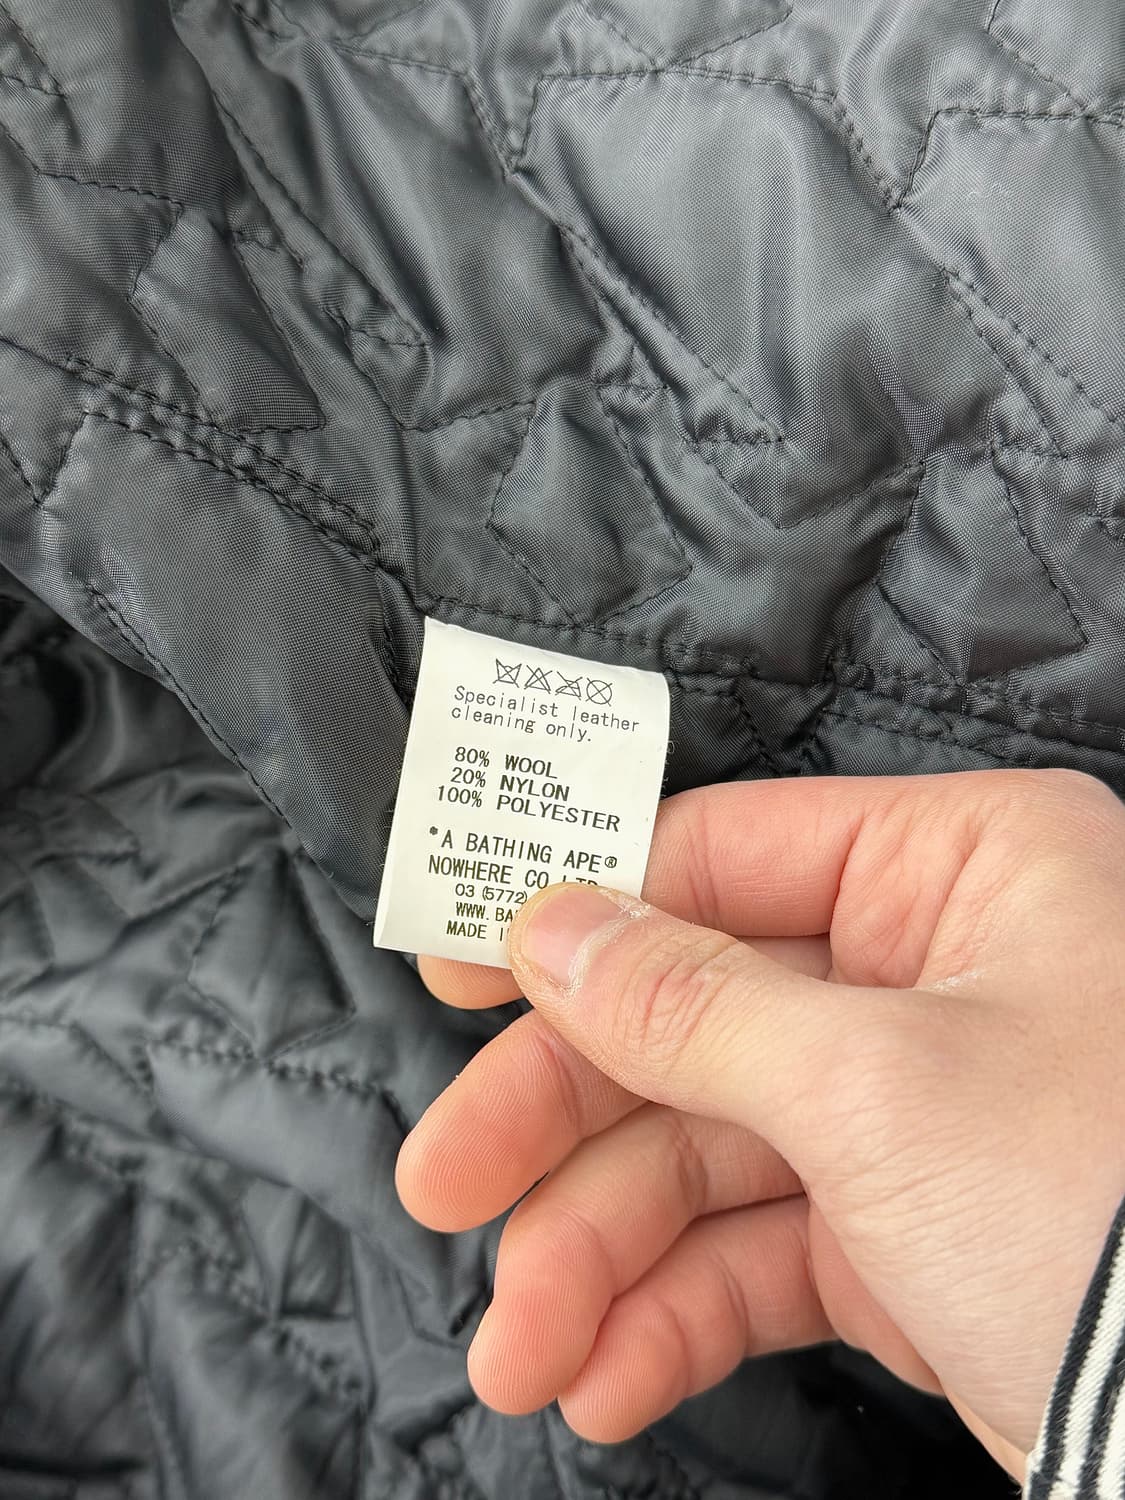 Specialist leather
cleaning only.
80% WOOL
20% NYLON
100% POLYESTER
*A BATHING APE®
NOWHERE CO LTD
03 (5772)
WWW.
MADE